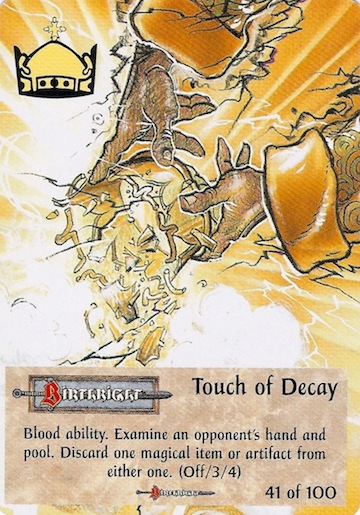 Birthright
Touch of Decay
Blood ability. Examine an opponent's hand and
pool. Discard one magical item or artifact from
either one. (Off/3/4)
Birthright
41 of 100